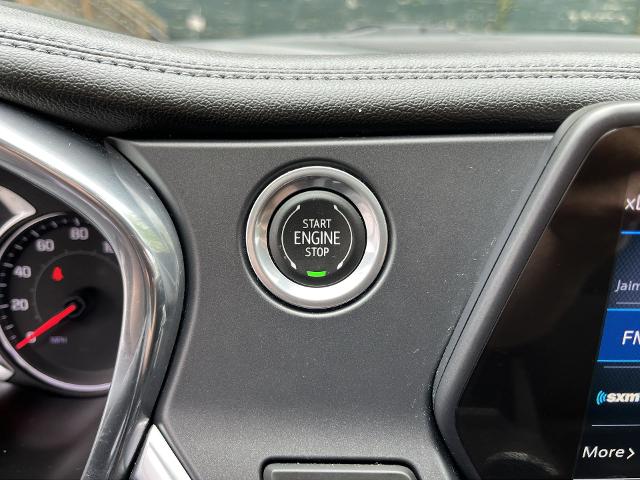 START
ENGINE
STOP
0
20
40
60
80
MPH
Jaim
FM
sxm
More>